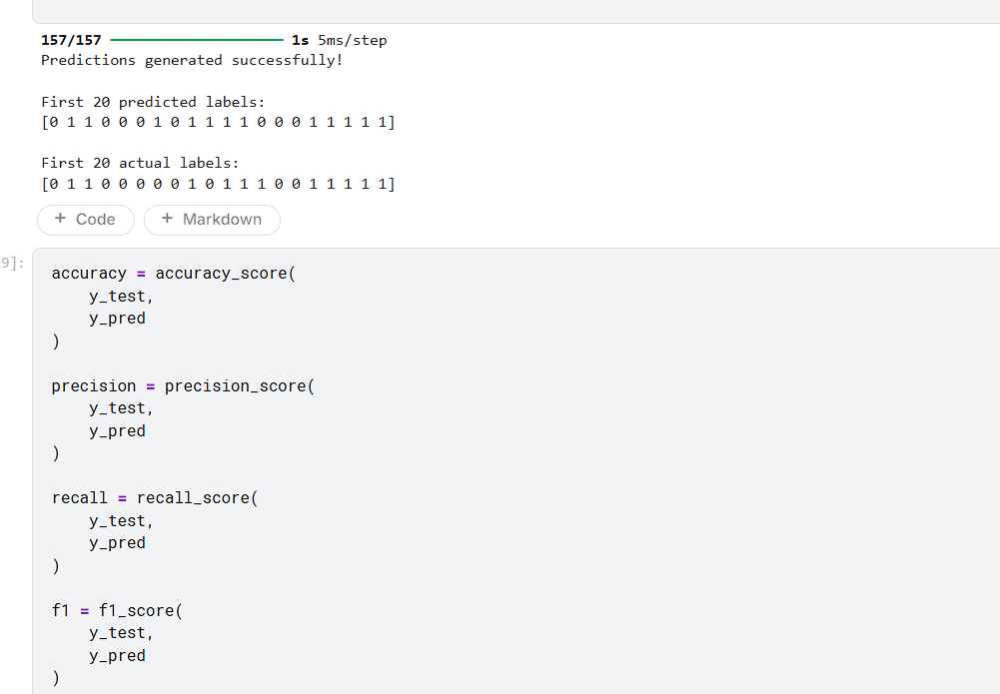 157/157 ━━━━━━━━━━━━━━━━━━━━ 1s 5ms/step
Predictions generated successfully!
First 20 predicted labels:
[0 1 1 0 0 0 1 0 1 1 1 1 0 0 0 1 1 1 1 1]
First 20 actual labels:
[0 1 1 0 0 0 0 0 1 0 1 1 1 0 0 1 1 1 1 1]
+ Code + Markdown
9]:
accuracy = accuracy_score(
    y_test,
    y_pred
)
precision = precision_score(
    y_test,
    y_pred
)
recall = recall_score(
    y_test,
    y_pred
)
f1 = f1_score(
    y_test,
    y_pred
)